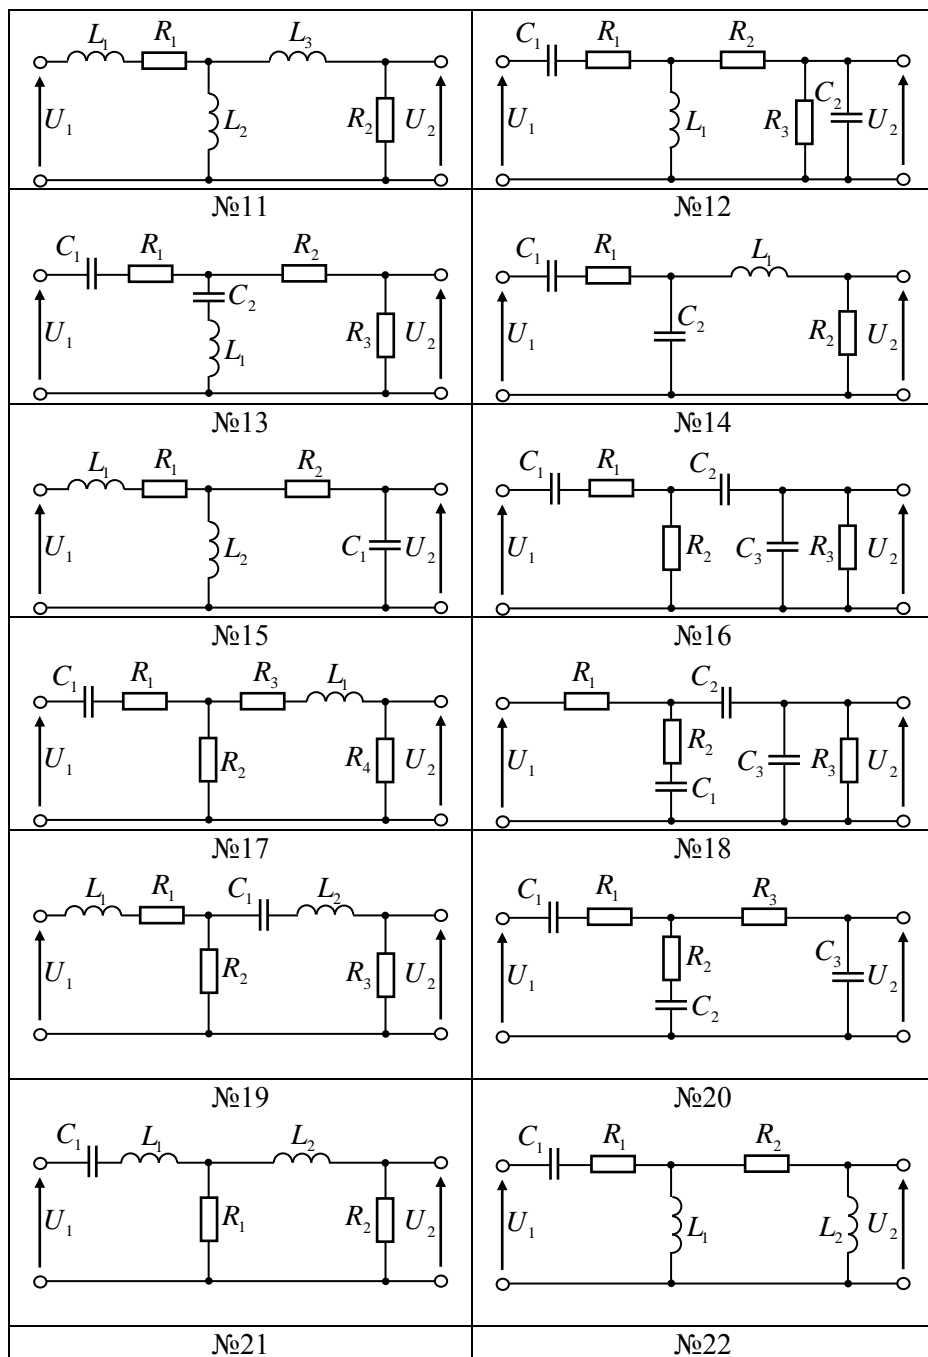 L₁ R₁ L₃
U₁ L₂ R₂ U₂
C₁ R₁ R₂
U₁ L₁ R₃ C₂ U₂
№11 №12
C₁ R₁ R₂
C₂
U₁ L₁ R₃ U₂
C₁ R₁ L₁
U₁ C₂ R₂ U₂
№13 №14
L₁ R₁ R₂
U₁ L₂ C₁ U₂
C₁ R₁ C₂
U₁ R₂ C₃ R₃ U₂
№15 №16
C₁ R₁ R₃ L₁
U₁ R₂ R₄ U₂
R₁ C₂
U₁ R₂ C₃ R₃ U₂
C₁
№17 №18
L₁ R₁ C₁ L₂
U₁ R₂ R₃ U₂
C₁ R₁ R₃
U₁ R₂ C₃ U₂
C₂
№19 №20
C₁ L₁ L₂
U₁ R₁ R₂ U₂
C₁ R₁ R₂
U₁ L₁ L₂ U₂
№21 №22